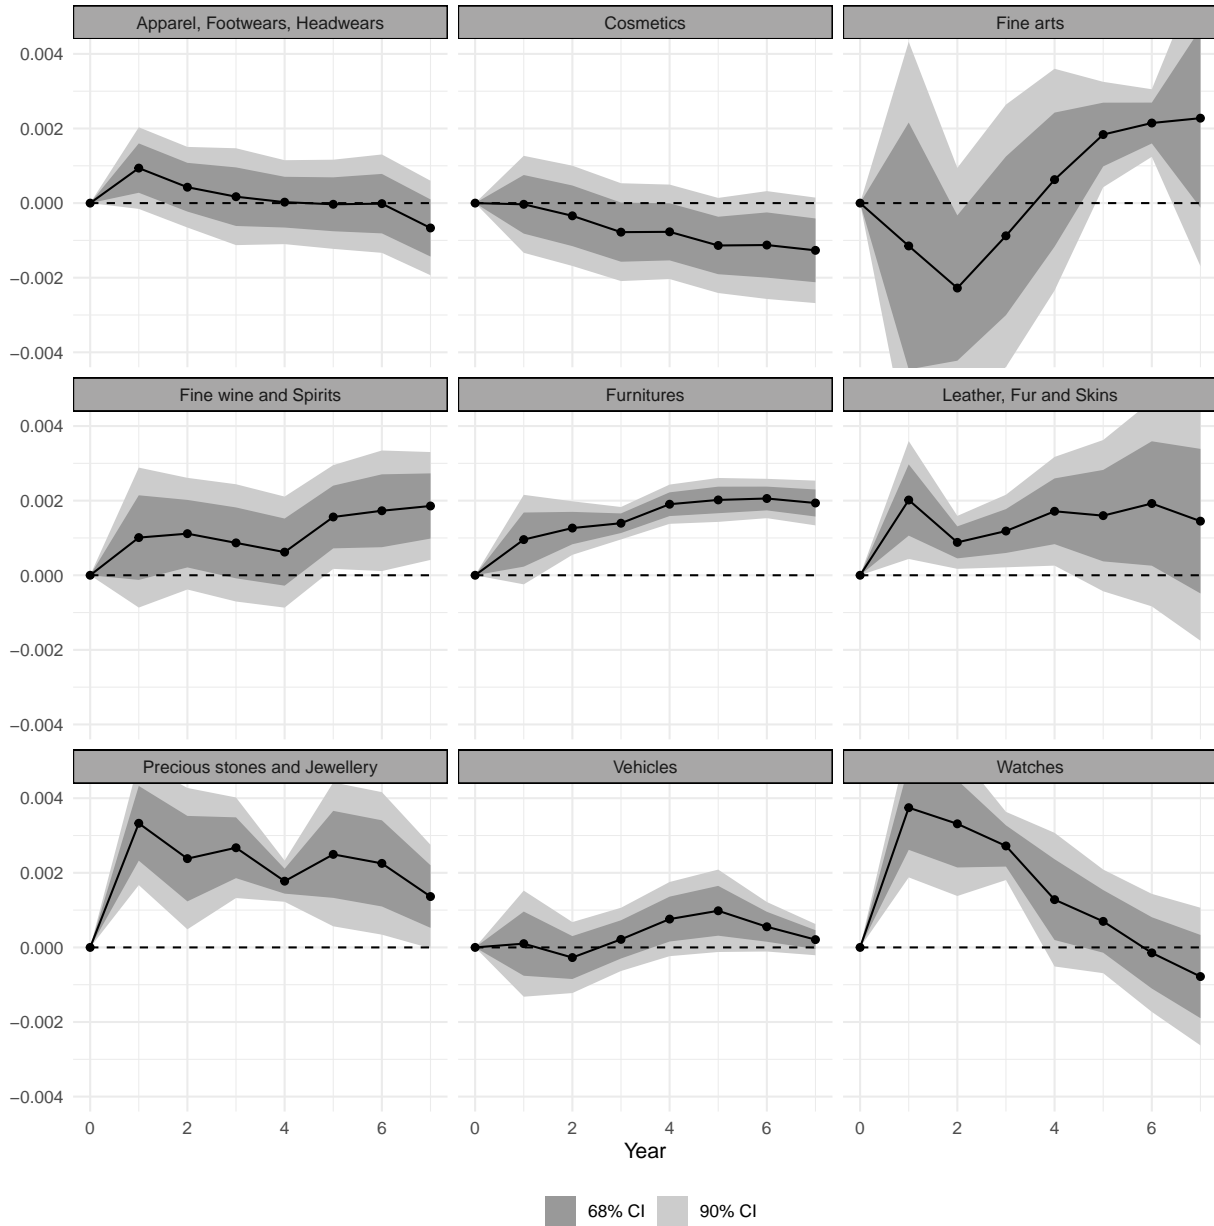 Apparel, Footwears, Headwears
Cosmetics
Fine arts
0.004
0.002
0.000
−0.002
−0.004
Fine wine and Spirits
Furnitures
Leather, Fur and Skins
0.004
0.002
0.000
−0.002
−0.004
Precious stones and Jewellery
Vehicles
Watches
0.004
0.002
0.000
−0.002
−0.004
0 2 4 6
0 2 4 6
0 2 4 6
Year
68% CI
90% CI